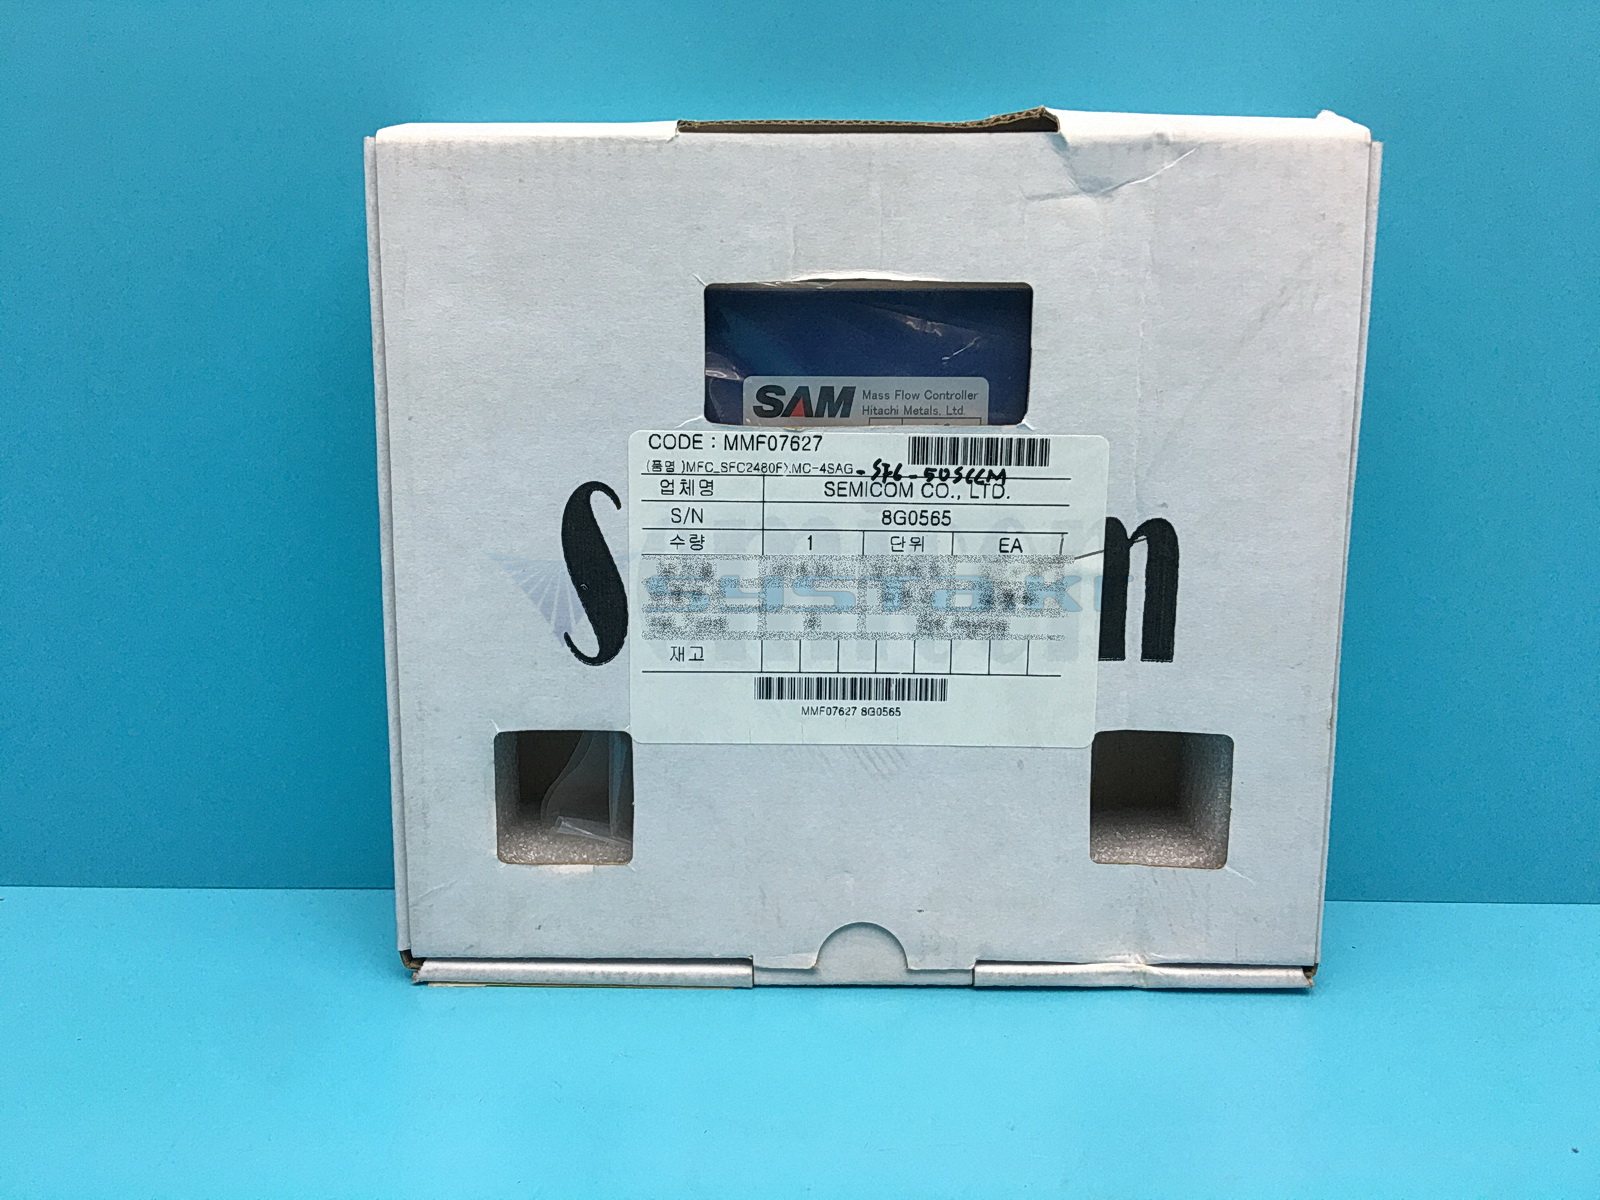 SAM Mass Flow Controller
Hitachi Metals, Ltd.
CODE : MMF07627
(품명 )MFC_SFC2480F).MC-4SAG-SF6-50SCCM
업체명 SEMICOM CO., LTD.
S/N 8G0565
수량 1 단위 EA
재고
MMF07627 8G0565
S
n